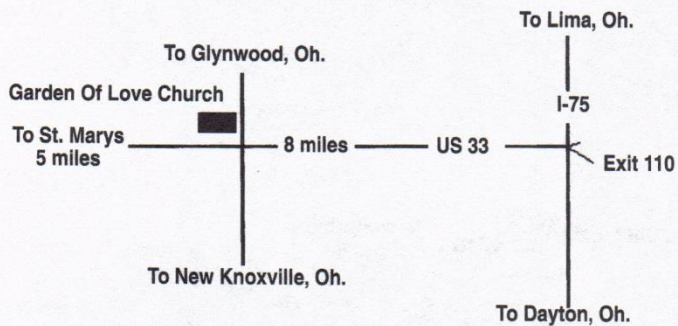 To Lima, Oh.
To Glynwood, Oh.
Garden Of Love Church
I-75
To St. Marys
5 miles
8 miles
US 33
Exit 110
To New Knoxville, Oh.
To Dayton, Oh.